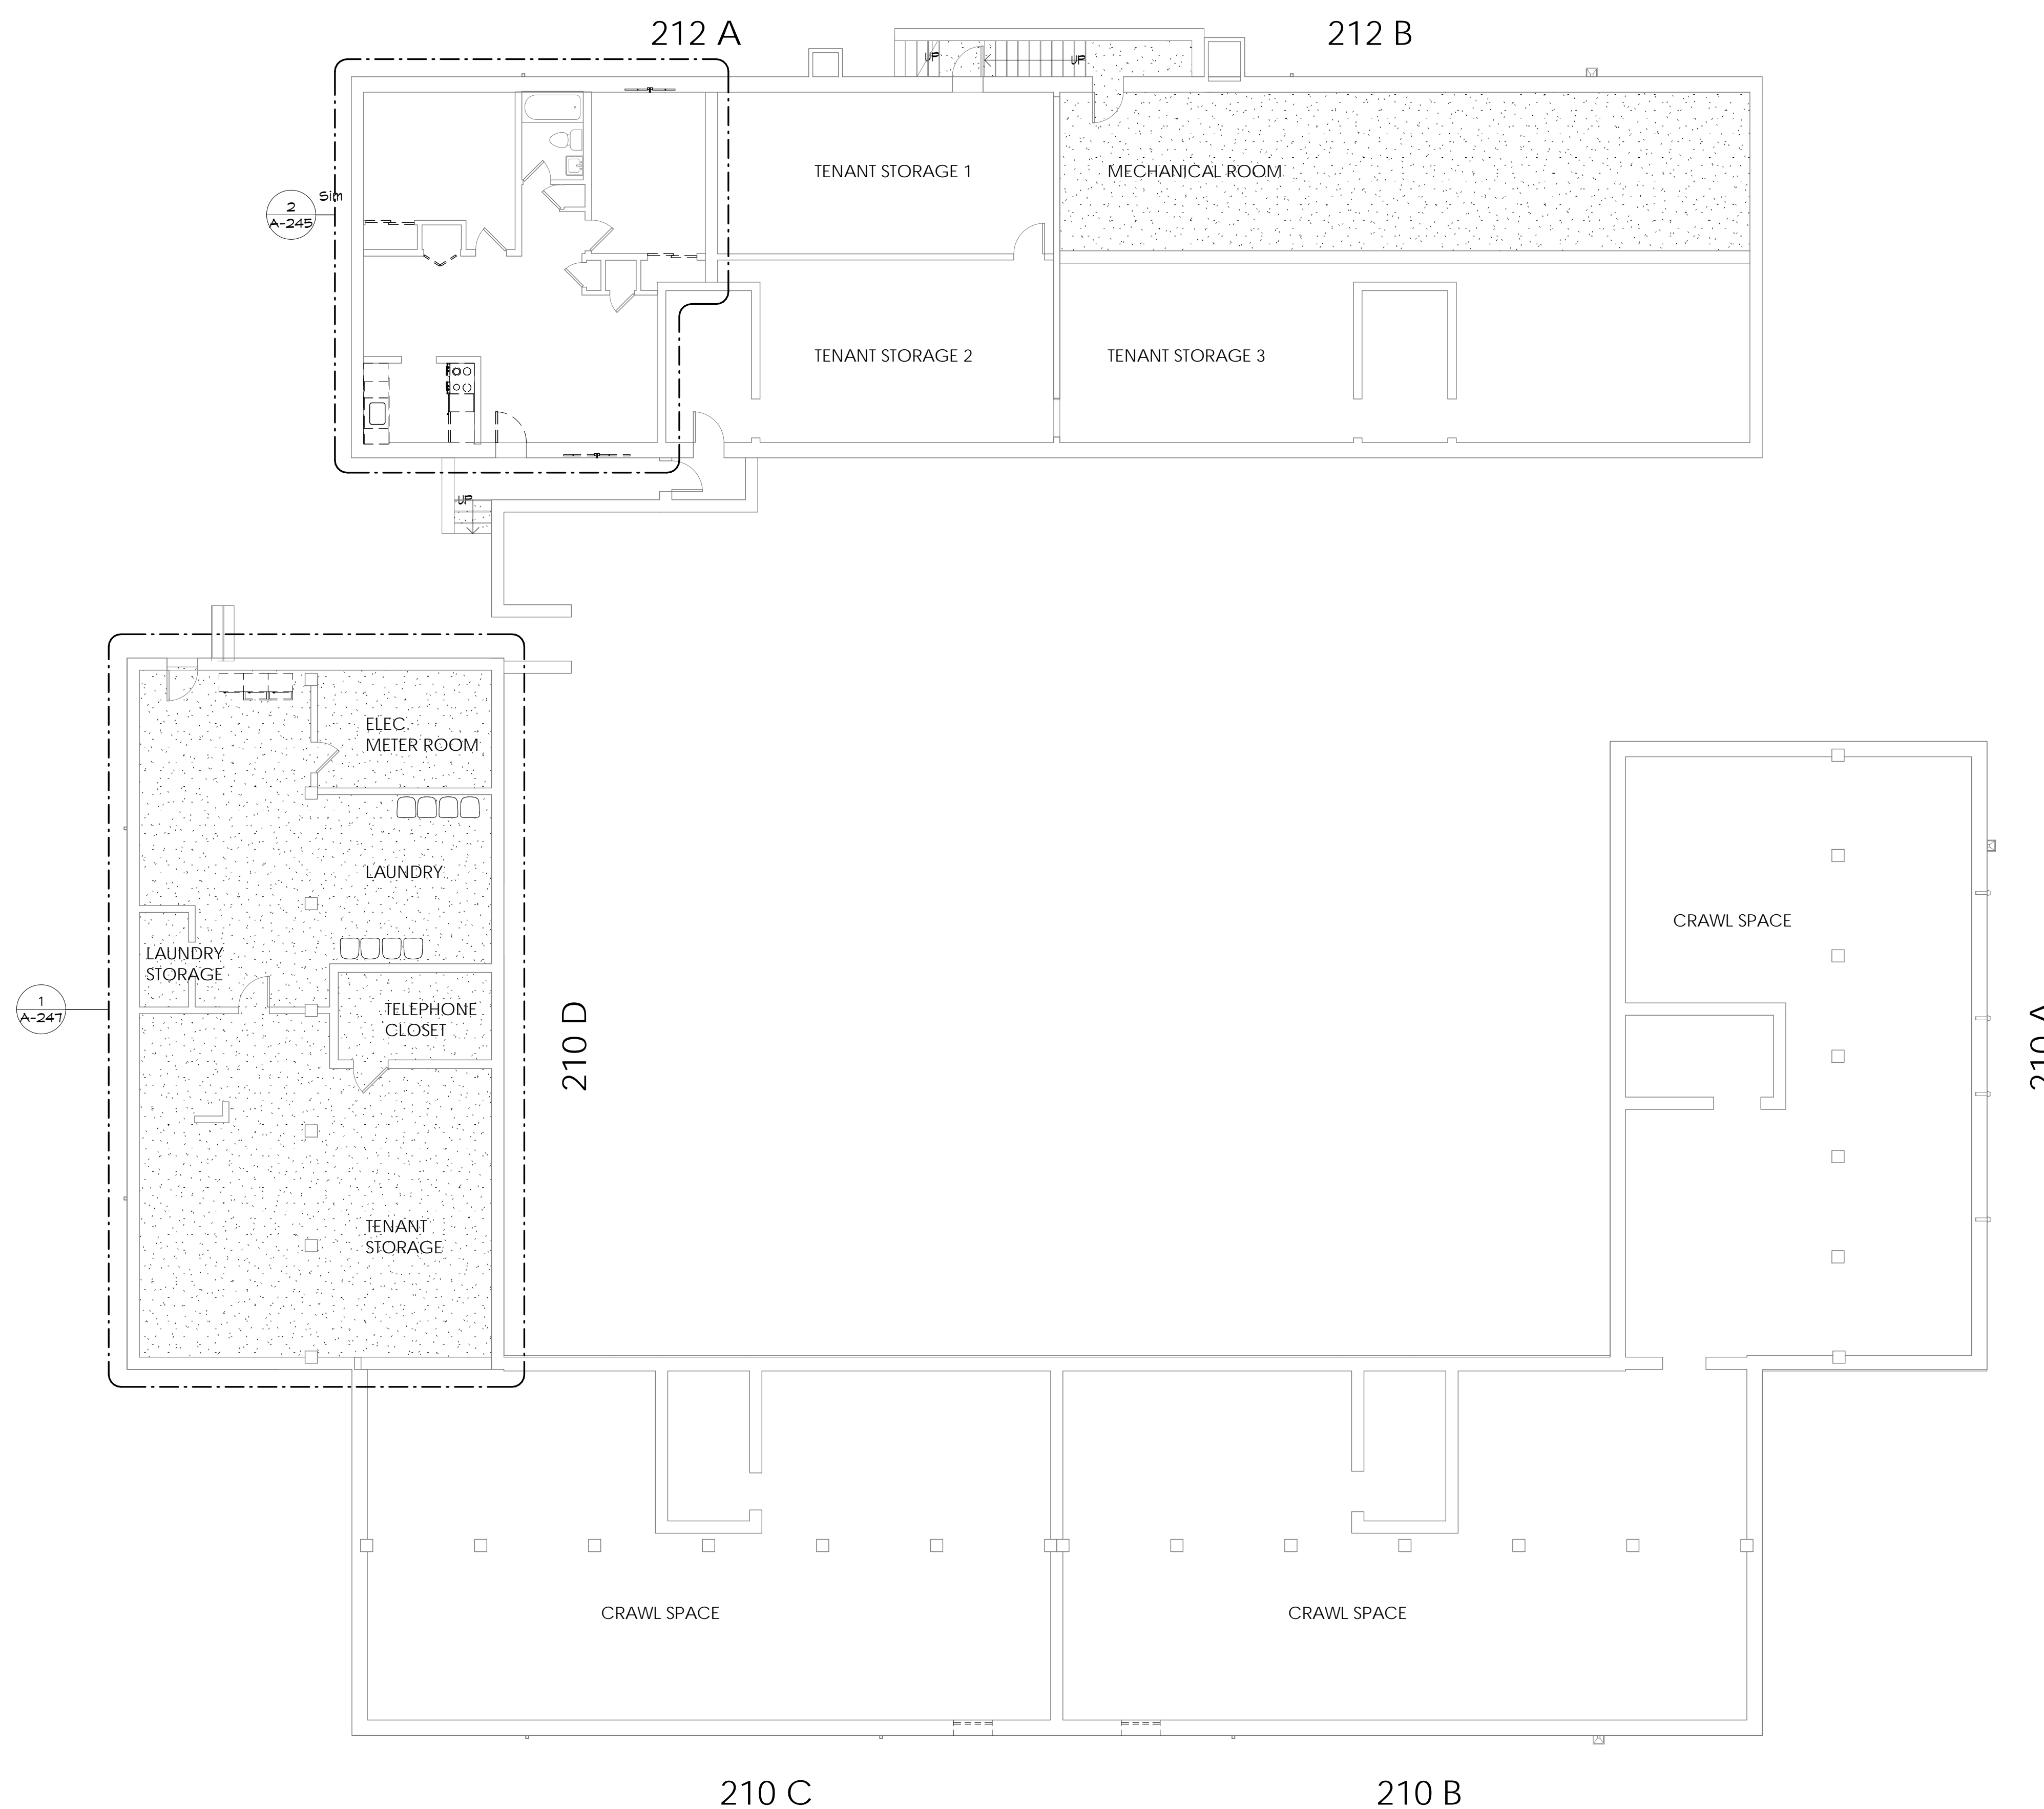 212 A
212 B
UP
UP
TENANT STORAGE 1
MECHANICAL ROOM
Sim
2
A-245
TENANT STORAGE 2
TENANT STORAGE 3
UP
ELEC.
METER ROOM
LAUNDRY
LAUNDRY
STORAGE
TELEPHONE
CLOSET
1
A-247
210 D
TENANT
STORAGE
CRAWL SPACE
210 A
CRAWL SPACE
CRAWL SPACE
210 C
210 B